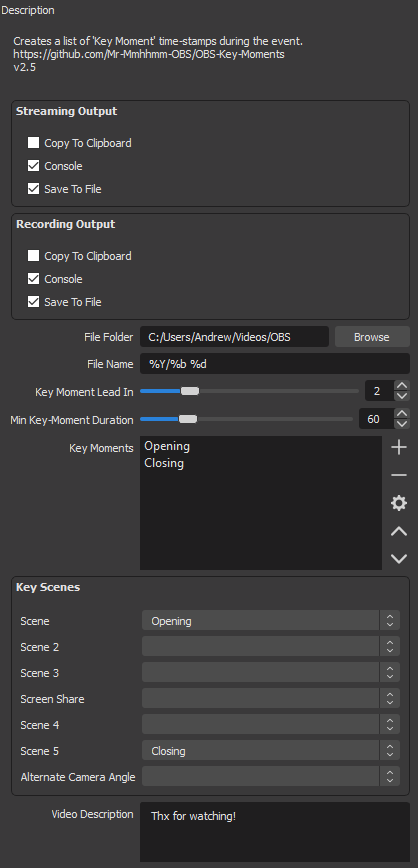 Description
Creates a list of 'Key Moment' time-stamps during the event.
https://github.com/Mr-Mmhhmm-OBS/OBS-Key-Moments
v2.5
Streaming Output
Copy To Clipboard
Console
Save To File
Recording Output
Copy To Clipboard
Console
Save To File
File Folder C:/Users/Andrew/Videos/OBS Browse
File Name %Y/%b %d
Key Moment Lead In 2
Min Key-Moment Duration 60
Key Moments Opening
Closing
Key Scenes
Scene Opening
Scene 2
Scene 3
Screen Share
Scene 4
Scene 5 Closing
Alternate Camera Angle
Video Description Thx for watching!